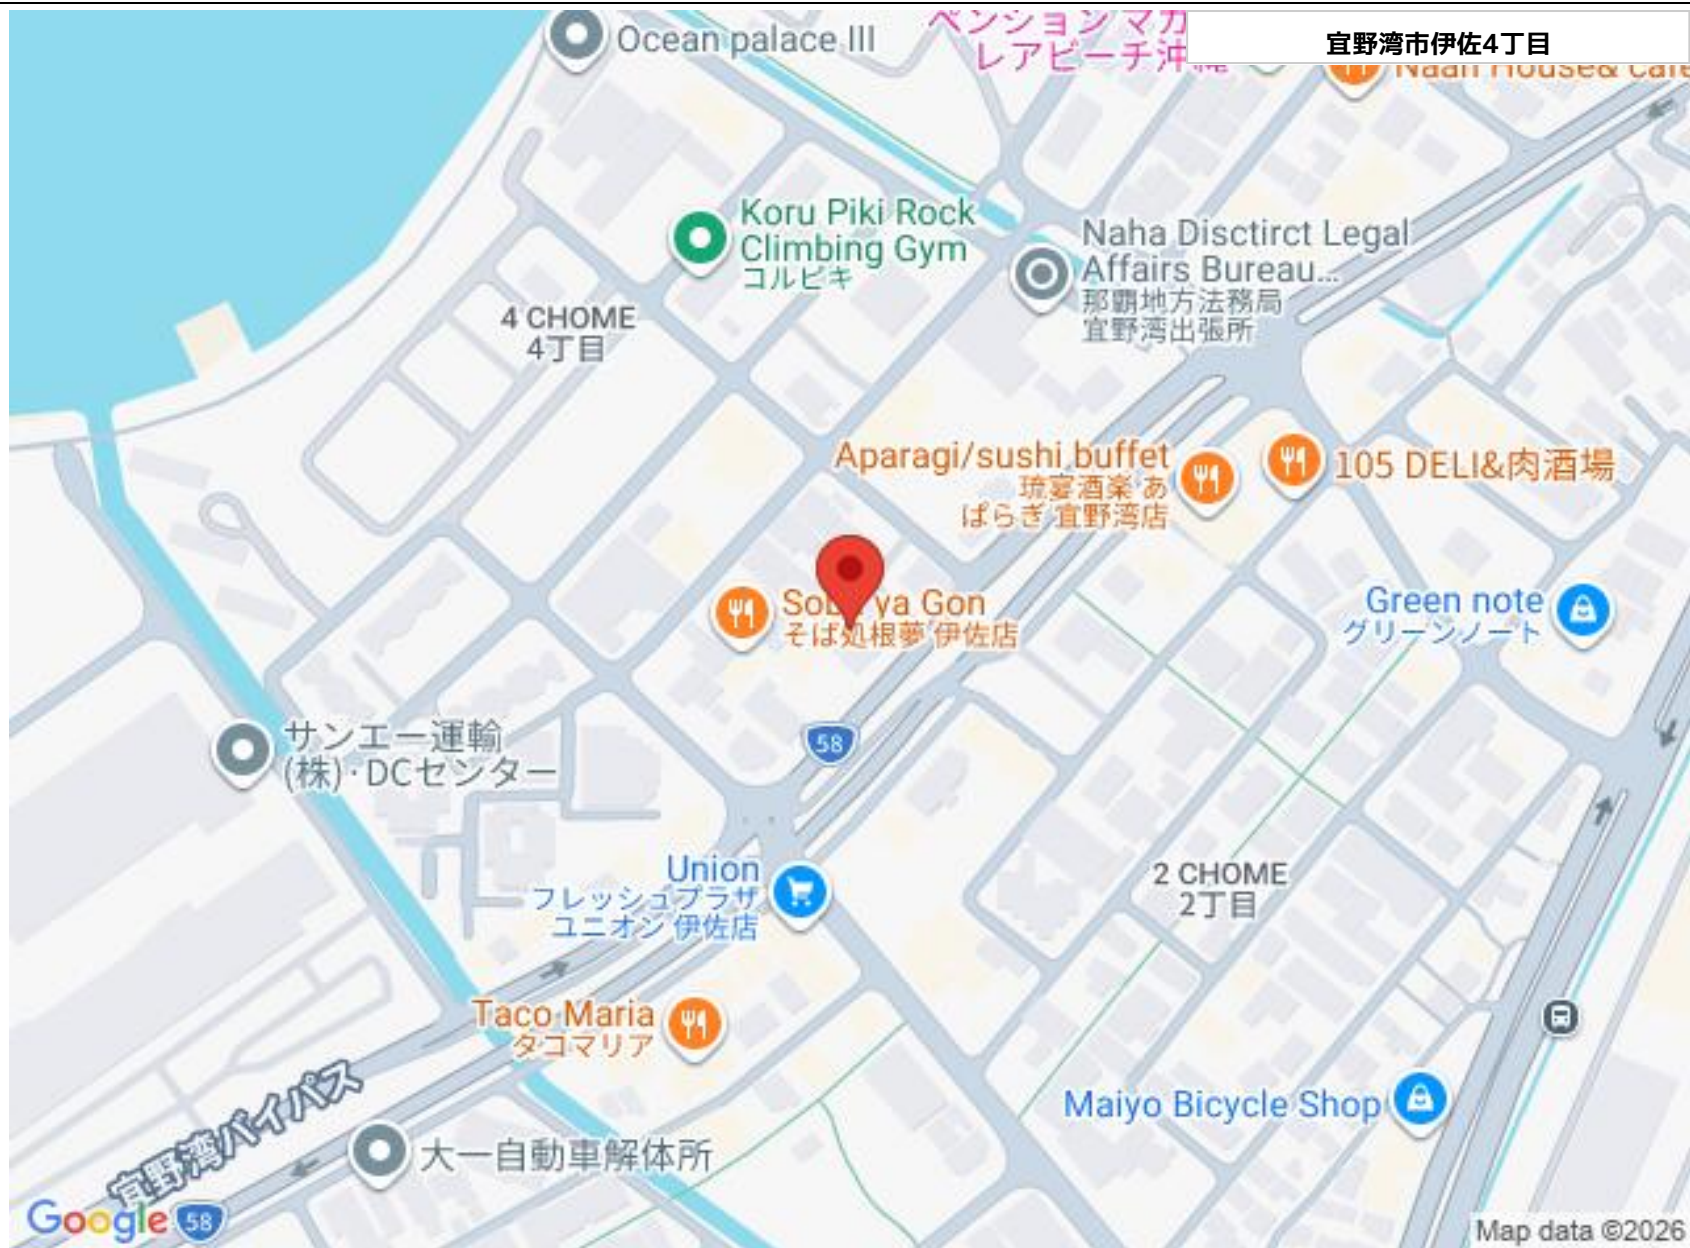 Ocean palace III
ペンション マカ
レアビーチ沖縄
宜野湾市伊佐4丁目
Naan House& cafe
Koru Piki Rock
Climbing Gym
コルピキ
Naha Disctirct Legal
Affairs Bureau...
那覇地方法務局
宜野湾出張所
4 CHOME
4丁目
Aparagi/sushi buffet
琉宴酒楽 あ
ぱらぎ 宜野湾店
105 DELI&肉酒場
Soba ya Gon
そば処根夢 伊佐店
Green note
グリーンノート
サンエー運輸
(株)·DCセンター
58
Union
フレッシュプラザ
ユニオン 伊佐店
2 CHOME
2丁目
Taco Maria
タコマリア
Maiyo Bicycle Shop
宜野湾バイパス
大一自動車解体所
Google
58
Map data ©2026